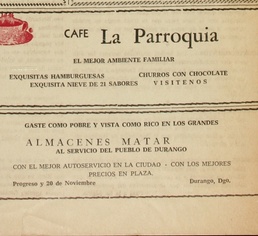 CAFE La Parroquia
EL MEJOR AMBIENTE FAMILIAR
EXQUISITAS HAMBURGUESAS CHURROS CON CHOCOLATE
EXQUISITA NIEVE DE 21 SABORES VISITENOS
GASTE COMO POBRE Y VISTA COMO RICO EN LOS GRANDES
ALMACENES MATAR
AL SERVICIO DEL PUEBLO DE DURANGO
CON EL MEJOR AUTOSERVICIO EN LA CIUDAD - CON LOS MEJORES
PRECIOS EN PLAZA.
Progreso y 20 de Noviembre Durango, Dgo.